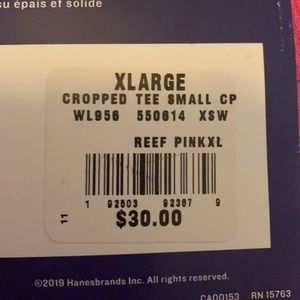 su épais et solide
XLARGE
CROPPED TEE SMALL CP
WL956 550614 XSW
REEF PINKXL
1 92503 92367 9
11
$30.00
©2019 Hanesbrands Inc. All rights reserved.
CA00153 RN 15763